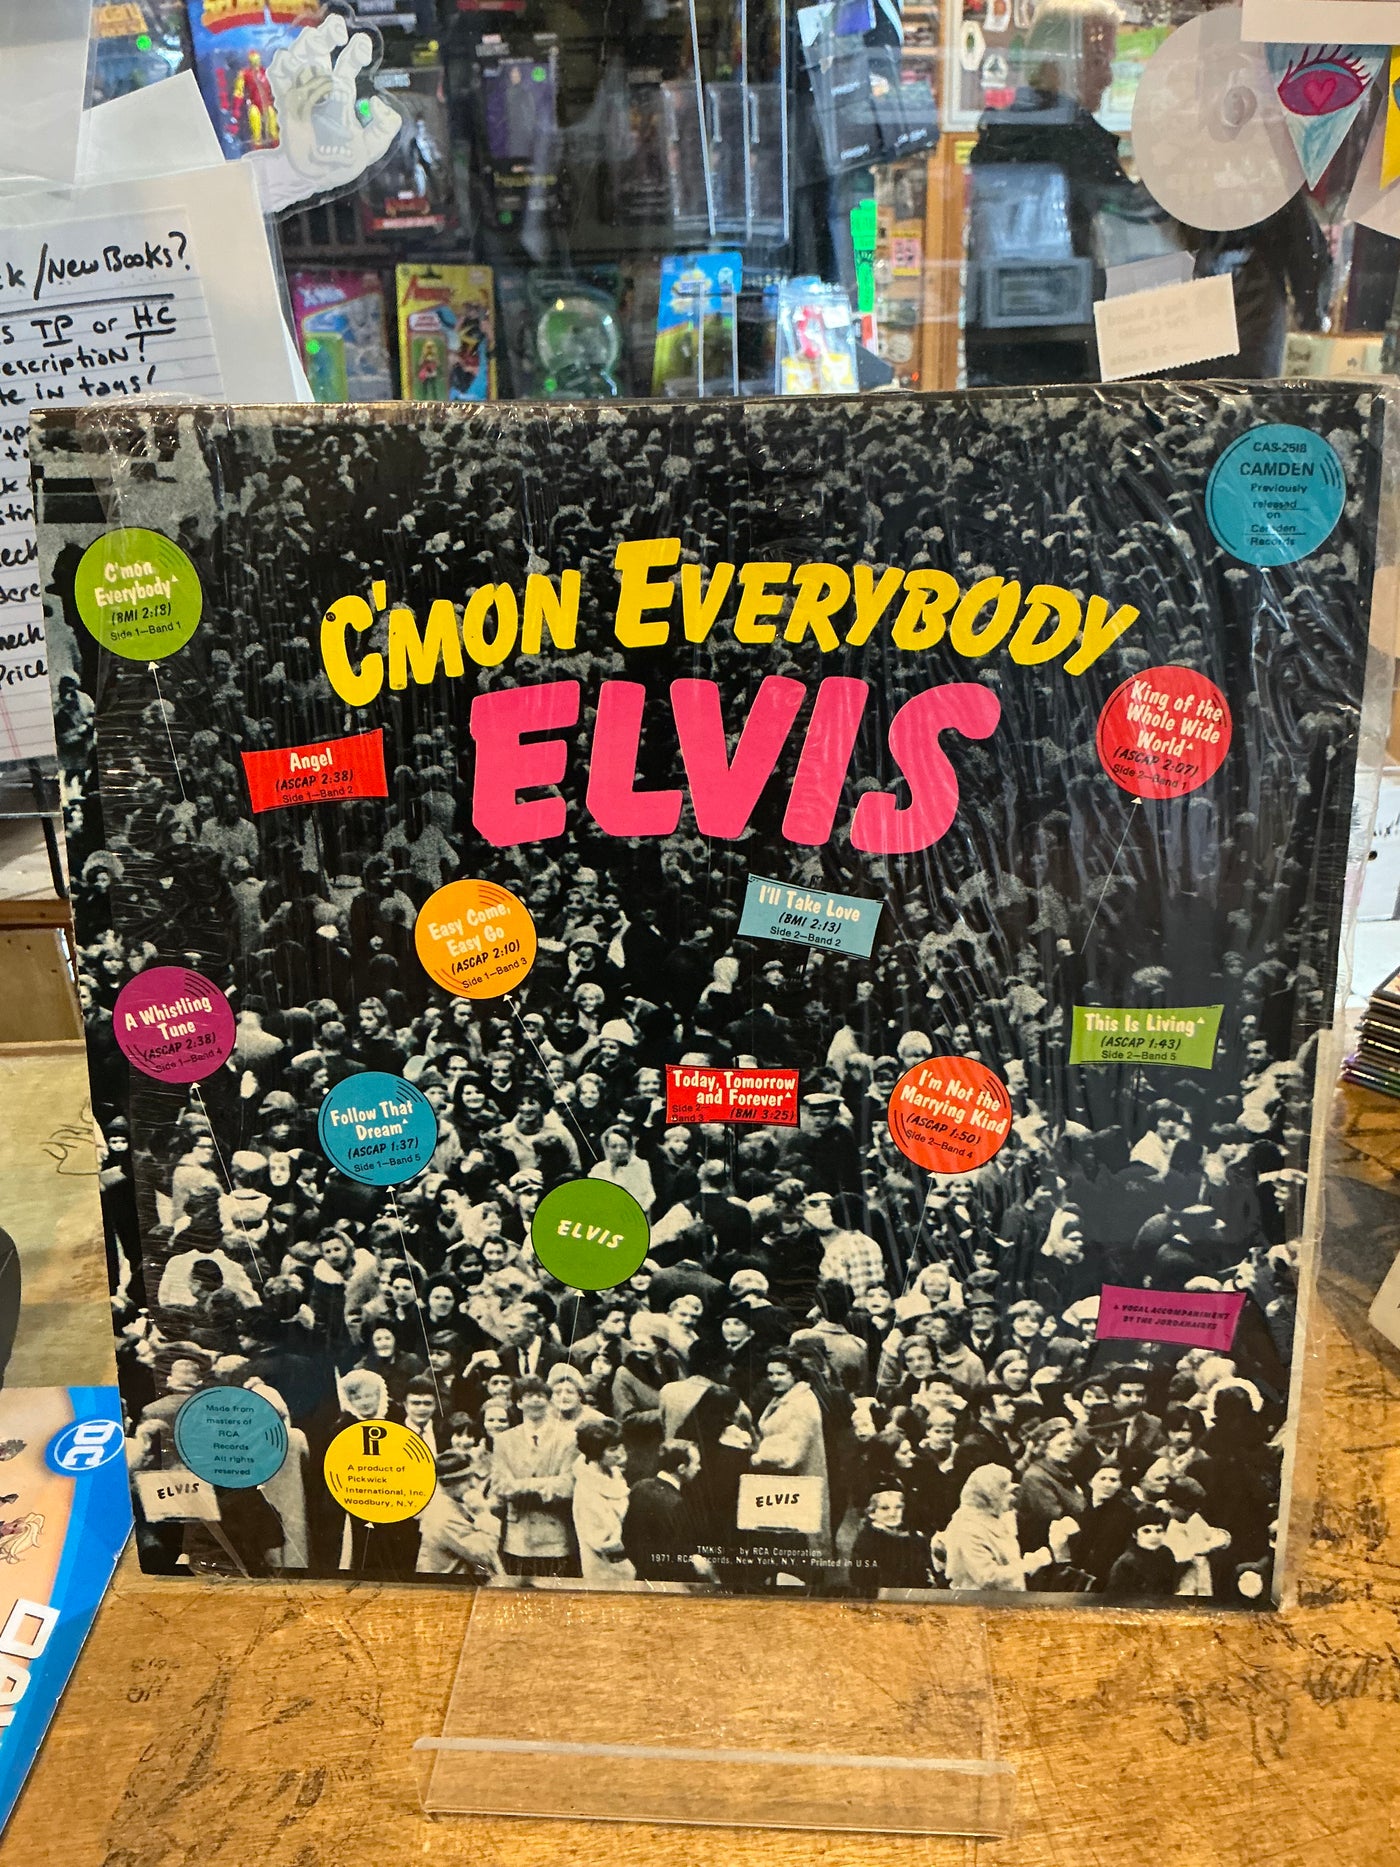 /New Books?
TP or HC
in tags!
CAS-2518
CAMDEN
Previously
released
on
Camden
Records
C'mon
Everybody▲
(BMI 2:18)
Side 1—Band 1
C'MON EVERYBODY
ELVIS
King of the
Whole Wide
World▲
(ASCAP 2:07)
Side 2—Band 1
Angel
(ASCAP 2:38)
Side 1—Band 2
Easy Come,
Easy Go
(ASCAP 2:10)
Side 1—Band 3
I'll Take Love
(BMI 2:13)
Side 2—Band 2
A Whistling
Tune
(ASCAP 2:38)
Side 1—Band 4
This Is Living▲
(ASCAP 1:43)
Side 2—Band 5
Follow That
Dream▲
(ASCAP 1:37)
Side 1—Band 5
Today, Tomorrow
and Forever▲
Side 2—
Band 3
(BMI 3:25)
I'm Not the
Marrying Kind
(ASCAP 1:50)
Side 2—Band 4
ELVIS
▲ VOCAL ACCOMPANIMENT
BY THE JORDANAIRES
Made from
masters of
RCA
Records
All rights
reserved
Pi
A product of
Pickwick
International, Inc.
Woodbury, N.Y.
ELVIS
ELVIS
TMK(S) by RCA Corporation
1971, RCA Records, New York, N.Y. • Printed in U.S.A.
DC